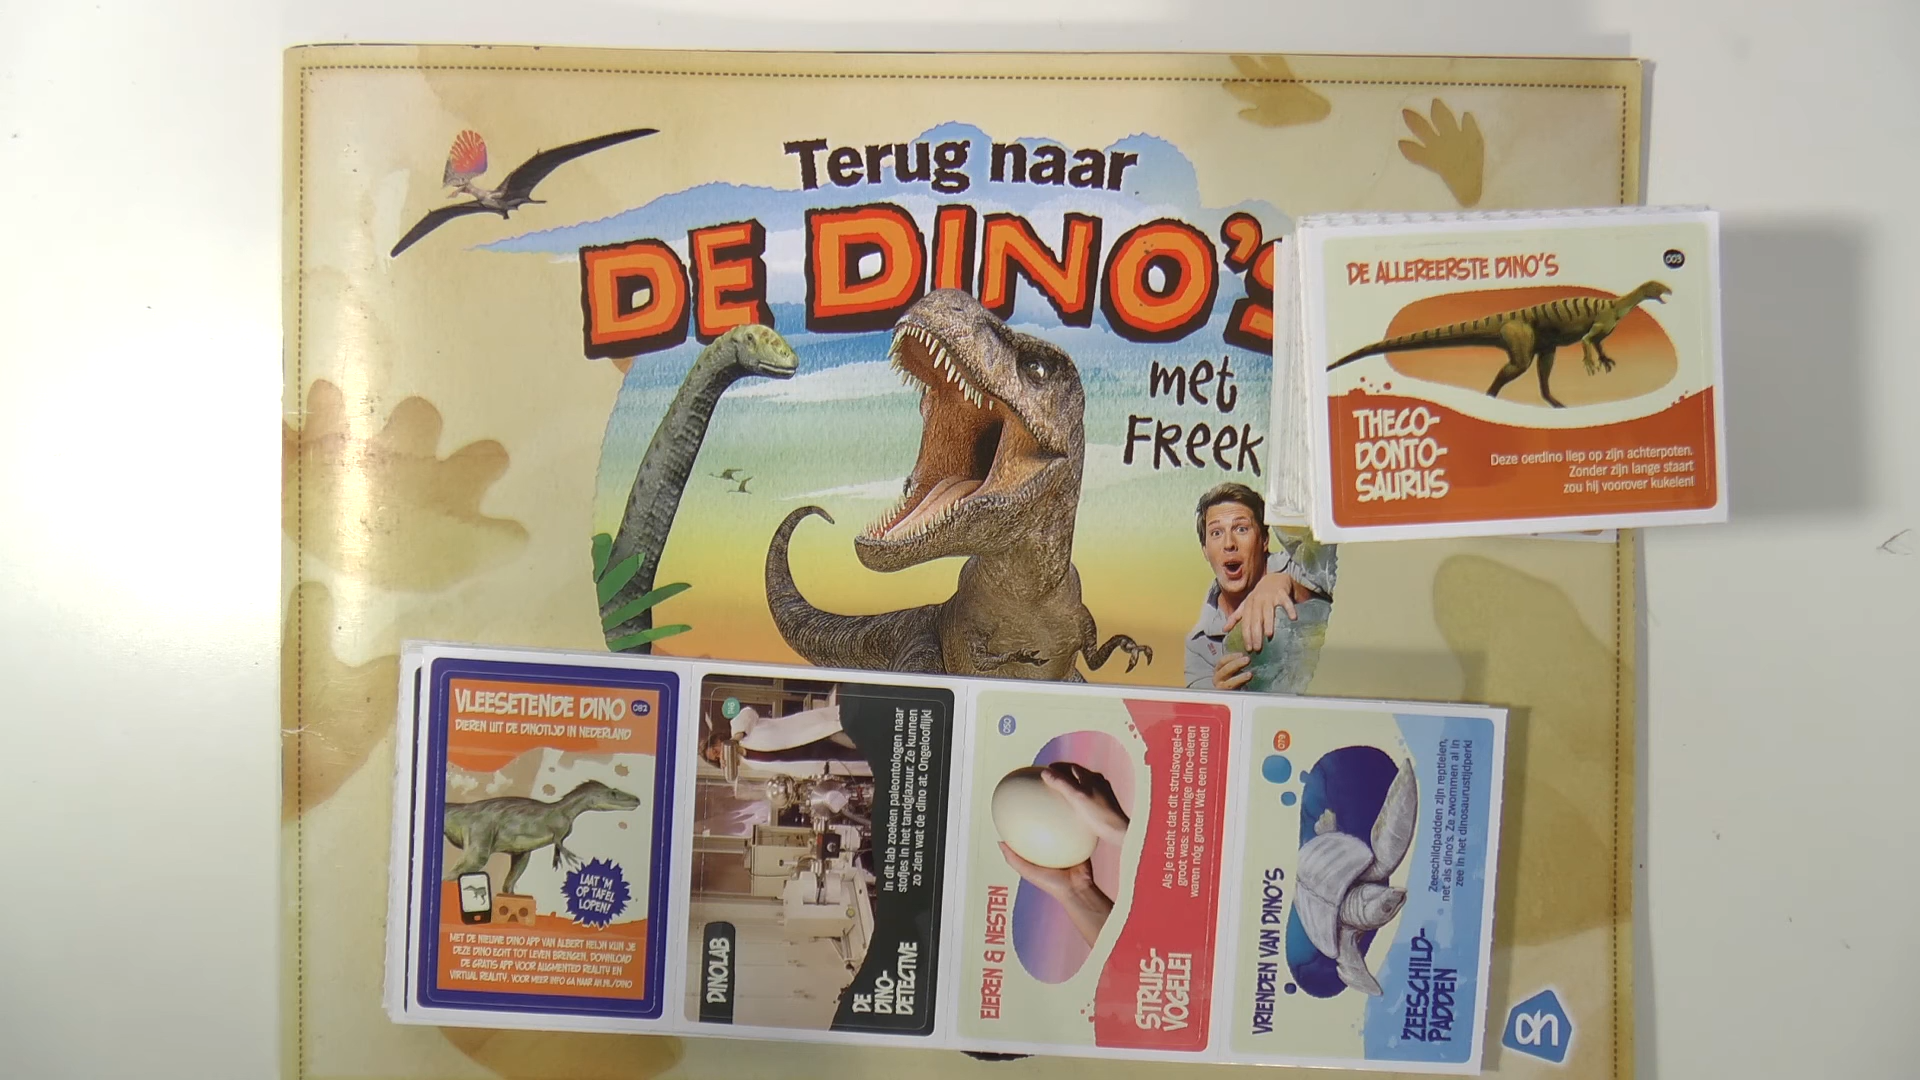 Terug naar
DE DINO'S
met
FREEK
DE ALLEREERSTE DINO'S
003
THECO-
DONTO-
SAURUS
Deze oerdino liep op zijn achterpoten.
Zonder zijn lange staart
zou hij voorover kukelen!
VLEESETENDE DINO
082
DIEREN UIT DE DINOTIJD IN NEDERLAND
LAAT 'M
OP TAFEL
LOPEN!
MET DE NIEUWE DINO APP VAN ALBERT HEIJN KUN JE
DEZE DINO ECHT TOT LEVEN BRENGEN. DOWNLOAD
DE GRATIS APP VOOR AUGMENTED REALITY EN
VIRTUAL REALITY. VOOR MEER INFO GA NAAR AH.NL/DINO
DINOLAB
DE
DINO-
DETECTIVE
In dit lab zoeken paleontologen naar
stofjes in het tandglazuur. Ze kunnen
zo zien wat de dino at. Ongelooflijk!
EIEREN & NESTEN
050
STRUIS-
VOGELEI
Als je dacht dat dit struisvogel-ei
groot was: sommige dino-eieren
waren nóg groter! Wát een omelet!
VRIENDEN VAN DINO'S
079
ZEESCHILD-
PADDEN
Zeeschildpadden zijn reptielen,
net als dino's. Ze zwommen al in
zee in het dinosaurustijdperk!
ah